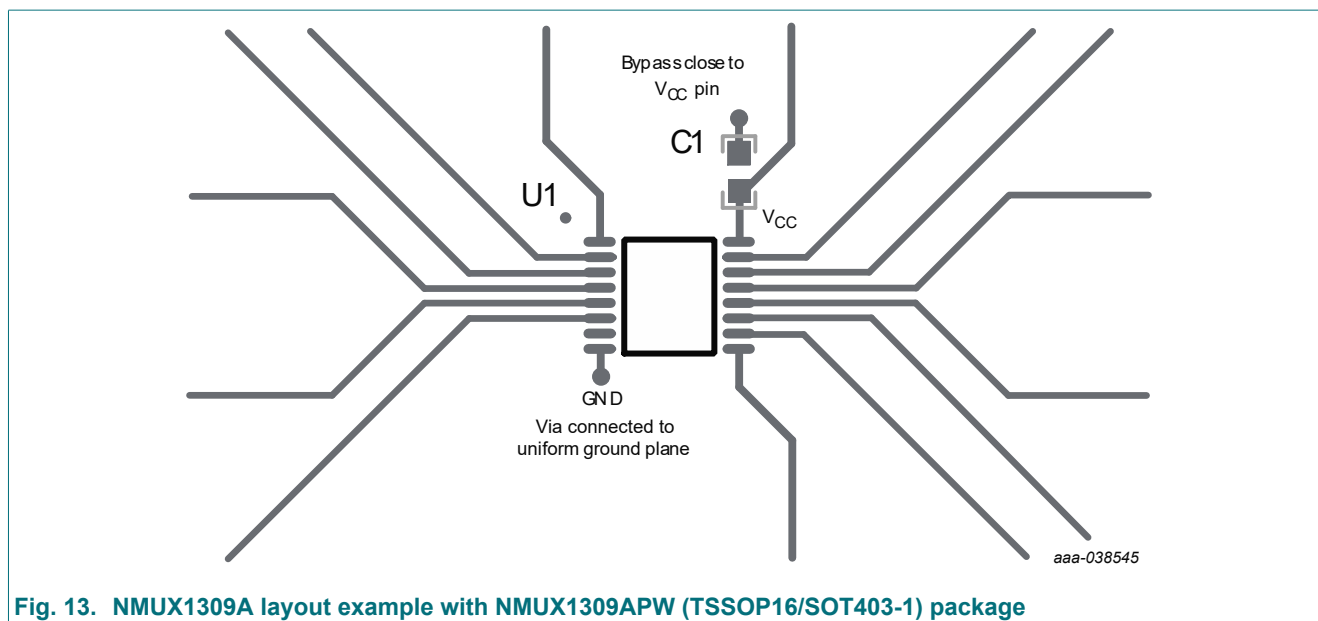 Bypass close to
VCC pin
C1
U1
VCC
GND
Via connected to
uniform ground plane
aaa-038545
Fig. 13. NMUX1309A layout example with NMUX1309APW (TSSOP16/SOT403-1) package